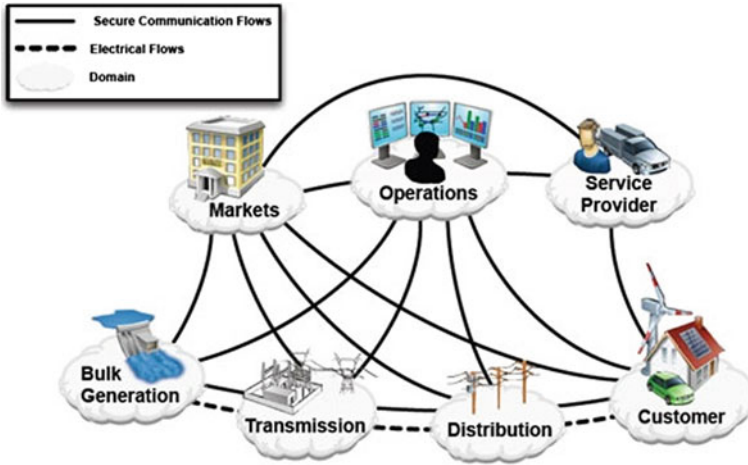 Secure Communication Flows
Electrical Flows
Domain
Markets
Operations
Service
Provider
Bulk
Generation
Transmission
Distribution
Customer